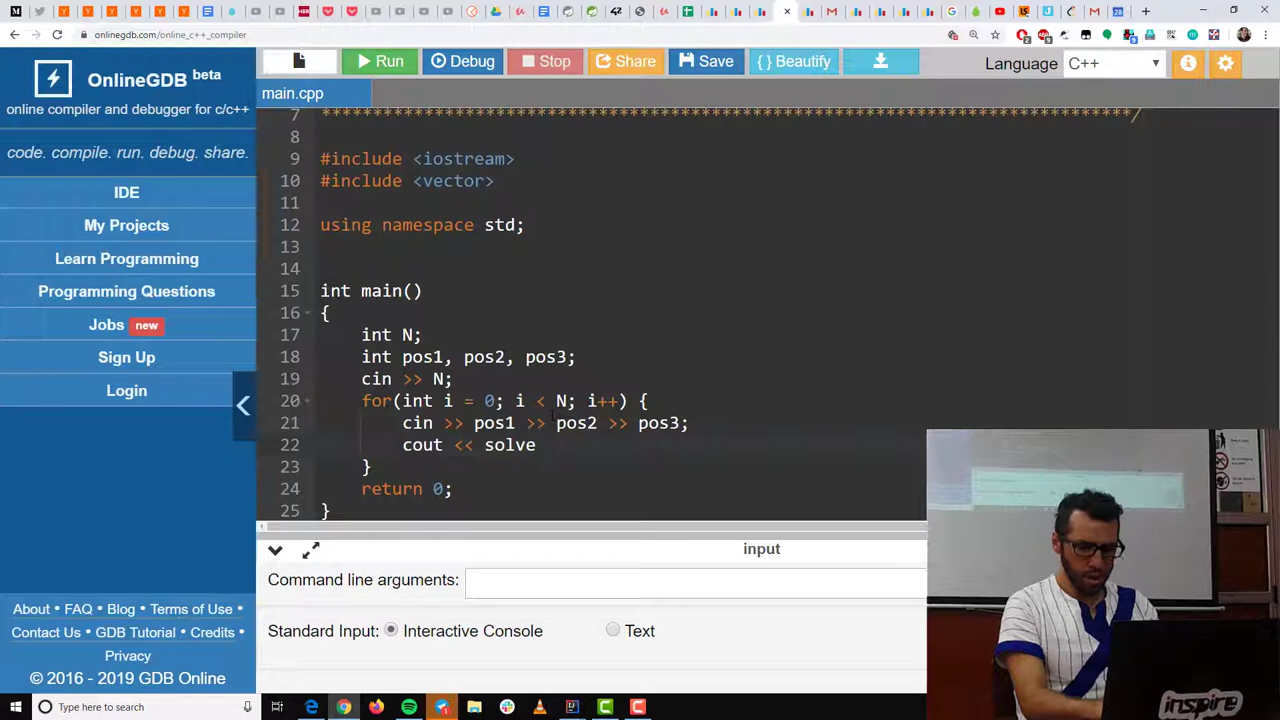 onlinegdb.com/online_c++_compiler
OnlineGDB beta
online compiler and debugger for c/c++
code. compile. run. debug. share.
IDE
My Projects
Learn Programming
Programming Questions
Jobs new
Sign Up
Login
About • FAQ • Blog • Terms of Use •
Contact Us • GDB Tutorial • Credits •
Privacy
© 2016 - 2019 GDB Online
Run
Debug
Stop
Share
Save
{ } Beautify
Language C++
main.cpp
7 ******************************************************************************/
8
9 #include <iostream>
10 #include <vector>
11
12 using namespace std;
13
14
15 int main()
16 {
17 int N;
18 int pos1, pos2, pos3;
19 cin >> N;
20 for(int i = 0; i < N; i++) {
21 cin >> pos1 >> pos2 >> pos3;
22 cout << solve
23 }
24 return 0;
25 }
input
Command line arguments:
Standard Input: Interactive Console Text
Type here to search
inspire